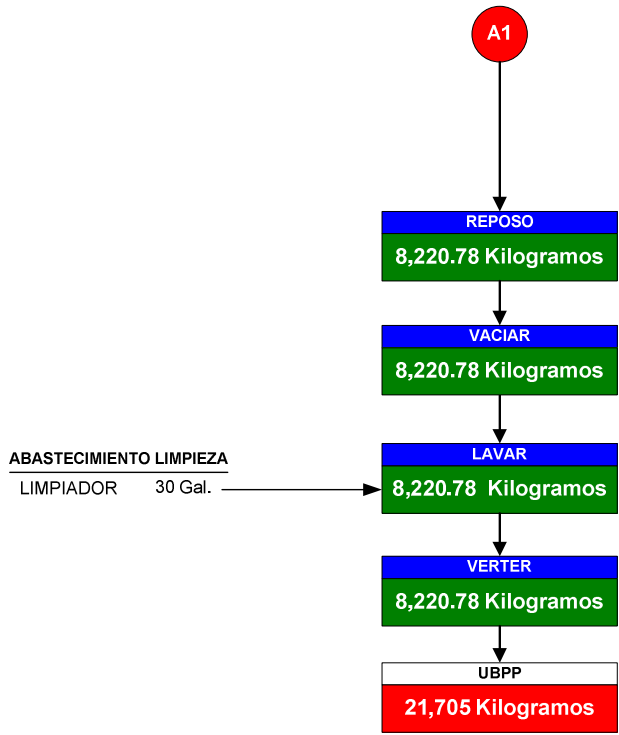 A1
REPOSO
8,220.78 Kilogramos
VACIAR
8,220.78 Kilogramos
ABASTECIMIENTO LIMPIEZA
LIMPIADOR 30 Gal.
LAVAR
8,220.78 Kilogramos
VERTER
8,220.78 Kilogramos
UBPP
21,705 Kilogramos